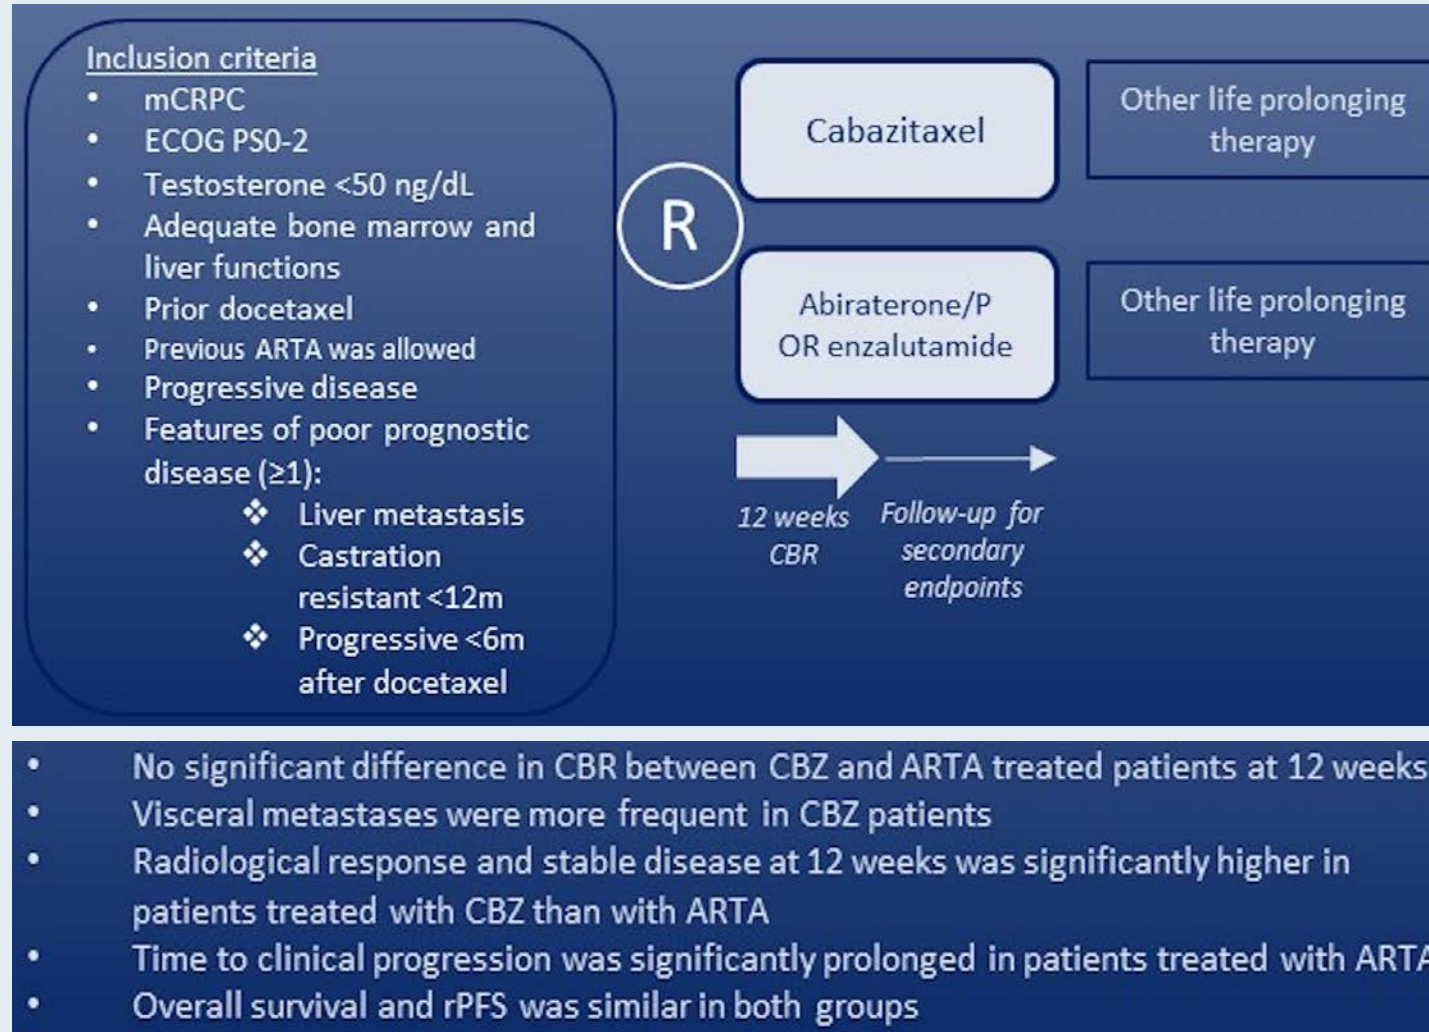 Inclusion criteria
• mCRPC
• ECOG PS0-2
• Testosterone <50 ng/dL
• Adequate bone marrow and
liver functions
• Prior docetaxel
• Previous ARTA was allowed
• Progressive disease
• Features of poor prognostic
disease (≥1):
❖ Liver metastasis
❖ Castration
resistant <12m
❖ Progressive <6m
after docetaxel
R
Cabazitaxel
Other life prolonging
therapy
Abiraterone/P
OR enzalutamide
Other life prolonging
therapy
12 weeks
CBR
Follow-up for
secondary
endpoints
• No significant difference in CBR between CBZ and ARTA treated patients at 12 weeks
• Visceral metastases were more frequent in CBZ patients
• Radiological response and stable disease at 12 weeks was significantly higher in
patients treated with CBZ than with ARTA
• Time to clinical progression was significantly prolonged in patients treated with ARTA
• Overall survival and rPFS was similar in both groups